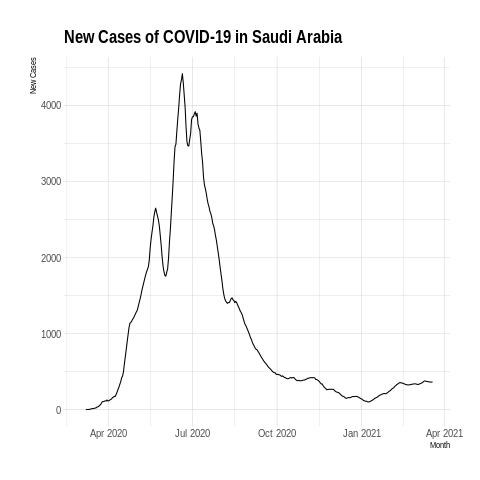 New Cases of COVID-19 in Saudi Arabia
New Cases
4000
3000
2000
1000
0
Apr 2020 Jul 2020 Oct 2020 Jan 2021 Apr 2021
Month